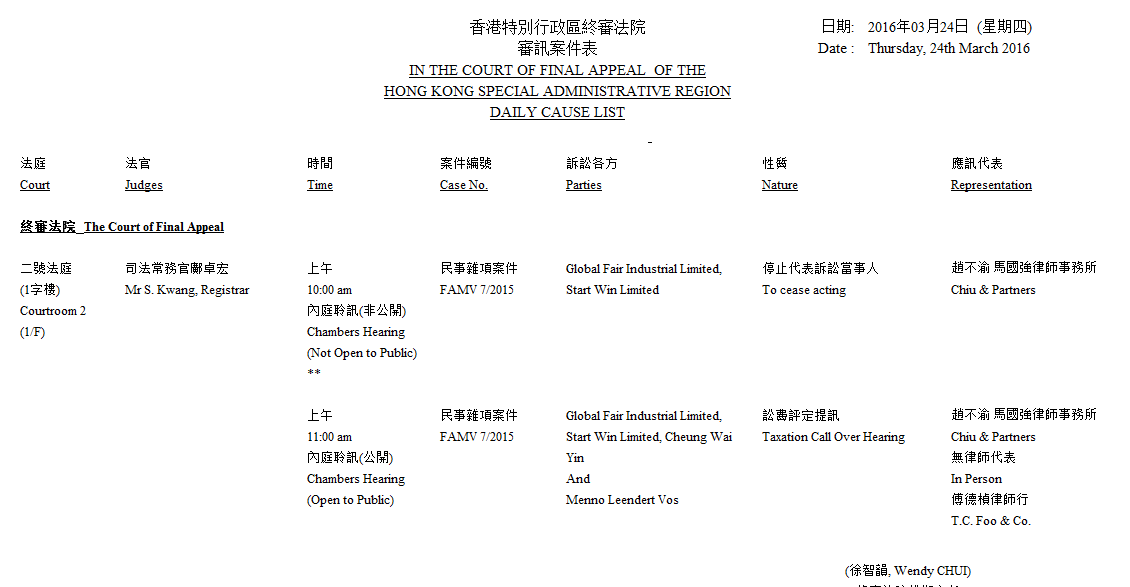 香港特別行政區終審法院
審訊案件表
IN THE COURT OF FINAL APPEAL OF THE
HONG KONG SPECIAL ADMINISTRATIVE REGION
DAILY CAUSE LIST
日期: 2016年03月24日 (星期四)
Date : Thursday, 24th March 2016
-
法庭 法官 時間 案件編號 訴訟各方 性質 應訊代表
Court Judges Time Case No. Parties Nature Representation
終審法院 The Court of Final Appeal
二號法庭 司法常務官鄺卓宏 上午 民事雜項案件 Global Fair Industrial Limited, 停止代表訴訟當事人 趙不渝 馬國強律師事務所
(1字樓) Mr S. Kwang, Registrar 10:00 am FAMV 7/2015 Start Win Limited To cease acting Chiu & Partners
Courtroom 2 內庭聆訊(非公開)
(1/F) Chambers Hearing
(Not Open to Public)
**
上午 民事雜項案件 Global Fair Industrial Limited, 訟費評定提訊 趙不渝 馬國強律師事務所
11:00 am FAMV 7/2015 Start Win Limited, Cheung Wai Taxation Call Over Hearing Chiu & Partners
內庭聆訊(公開) Yin 無律師代表
Chambers Hearing And In Person
(Open to Public) Menno Leendert Vos 傅德楨律師行
T.C. Foo & Co.
(徐智韻, Wendy CHUI)